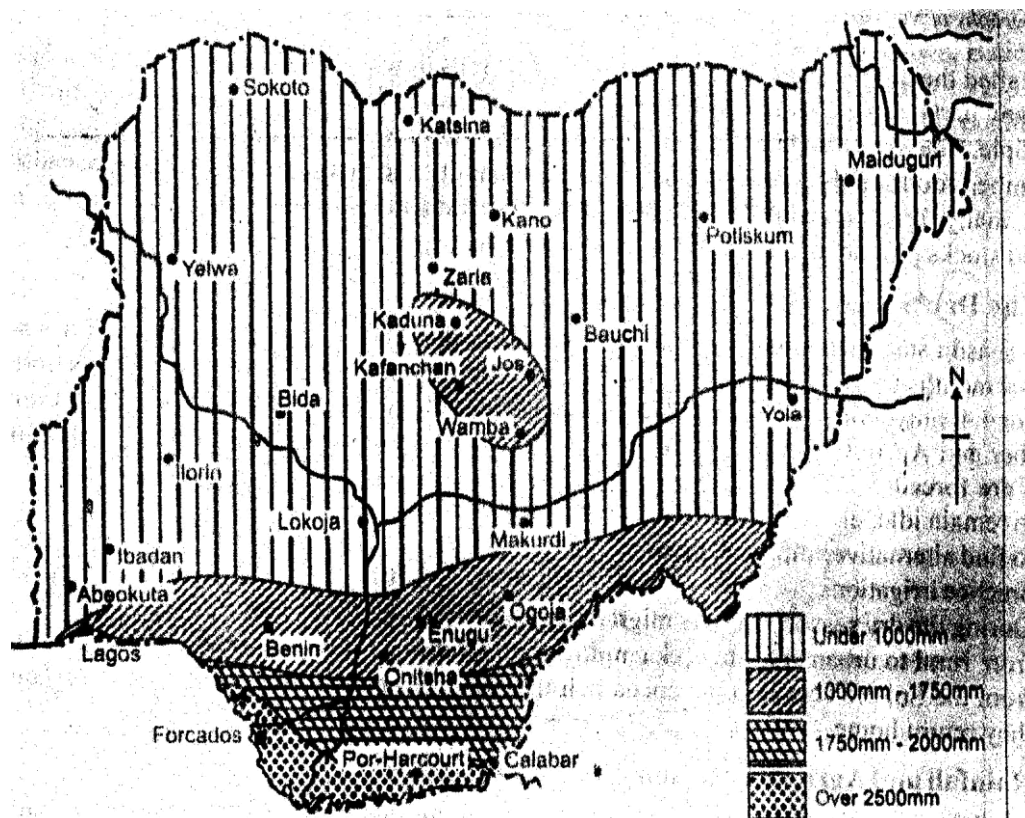 Sokoto
Katsina
Maiduguri
Kano
Potiskum
Yelwa
Zaria
Kaduna
Bauchi
Kafanchan
Jos
N
Bida
Yola
Wamba
Ilorin
Lokoja
Makurdi
Ibadan
Abeokuta
Ogoja
Enugu
Benin
Lagos
Onitsha
Forcados
Por-Harcourt
Calabar
Under 1000mm
1000mm - 1750mm
1750mm - 2000mm
Over 2500mm